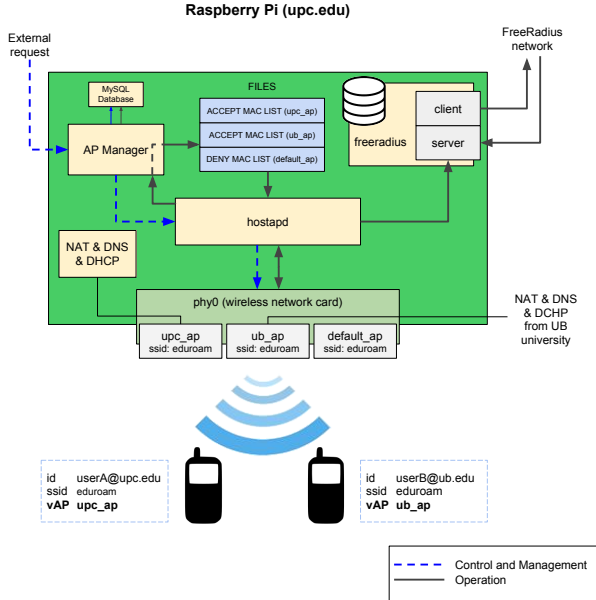 Raspberry Pi (upc.edu)
External
request
FreeRadius
network
MySQL
Database
FILES
ACCEPT MAC LIST (upc_ap)
ACCEPT MAC LIST (ub_ap)
DENY MAC LIST (default_ap)
client
server
freeradius
AP Manager
hostapd
NAT & DNS
& DHCP
phy0 (wireless network card)
NAT & DNS
& DCHP
from UB
university
upc_ap
ssid: eduroam
ub_ap
ssid: eduroam
default_ap
ssid: eduroam
id userA@upc.edu
ssid eduroam
vAP upc_ap
id userB@ub.edu
ssid eduroam
vAP ub_ap
Control and Management
Operation